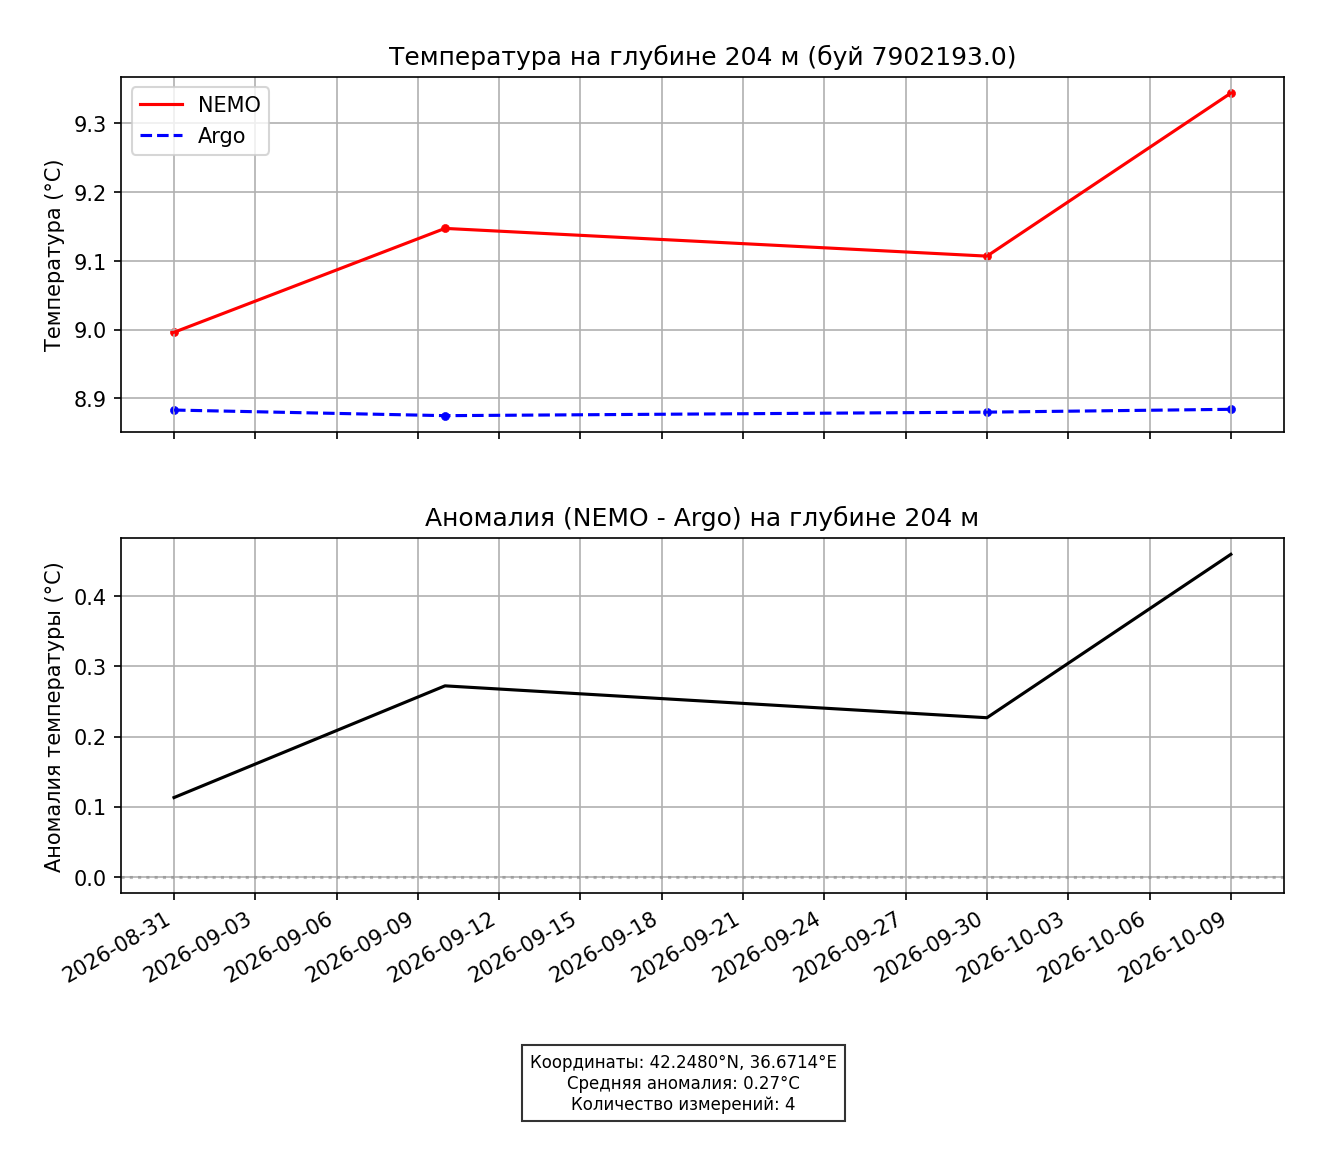 Температура на глубине 204 м (буй 7902193.0)
NEMO
Argo
Температура (°C)
9.3
9.2
9.1
9.0
8.9
Аномалия (NEMO - Argo) на глубине 204 м
Аномалия температуры (°C)
0.4
0.3
0.2
0.1
0.0
2026-08-31
2026-09-03
2026-09-06
2026-09-09
2026-09-12
2026-09-15
2026-09-18
2026-09-21
2026-09-24
2026-09-27
2026-09-30
2026-10-03
2026-10-06
2026-10-09
Координаты: 42.2480°N, 36.6714°E
Средняя аномалия: 0.27°C
Количество измерений: 4